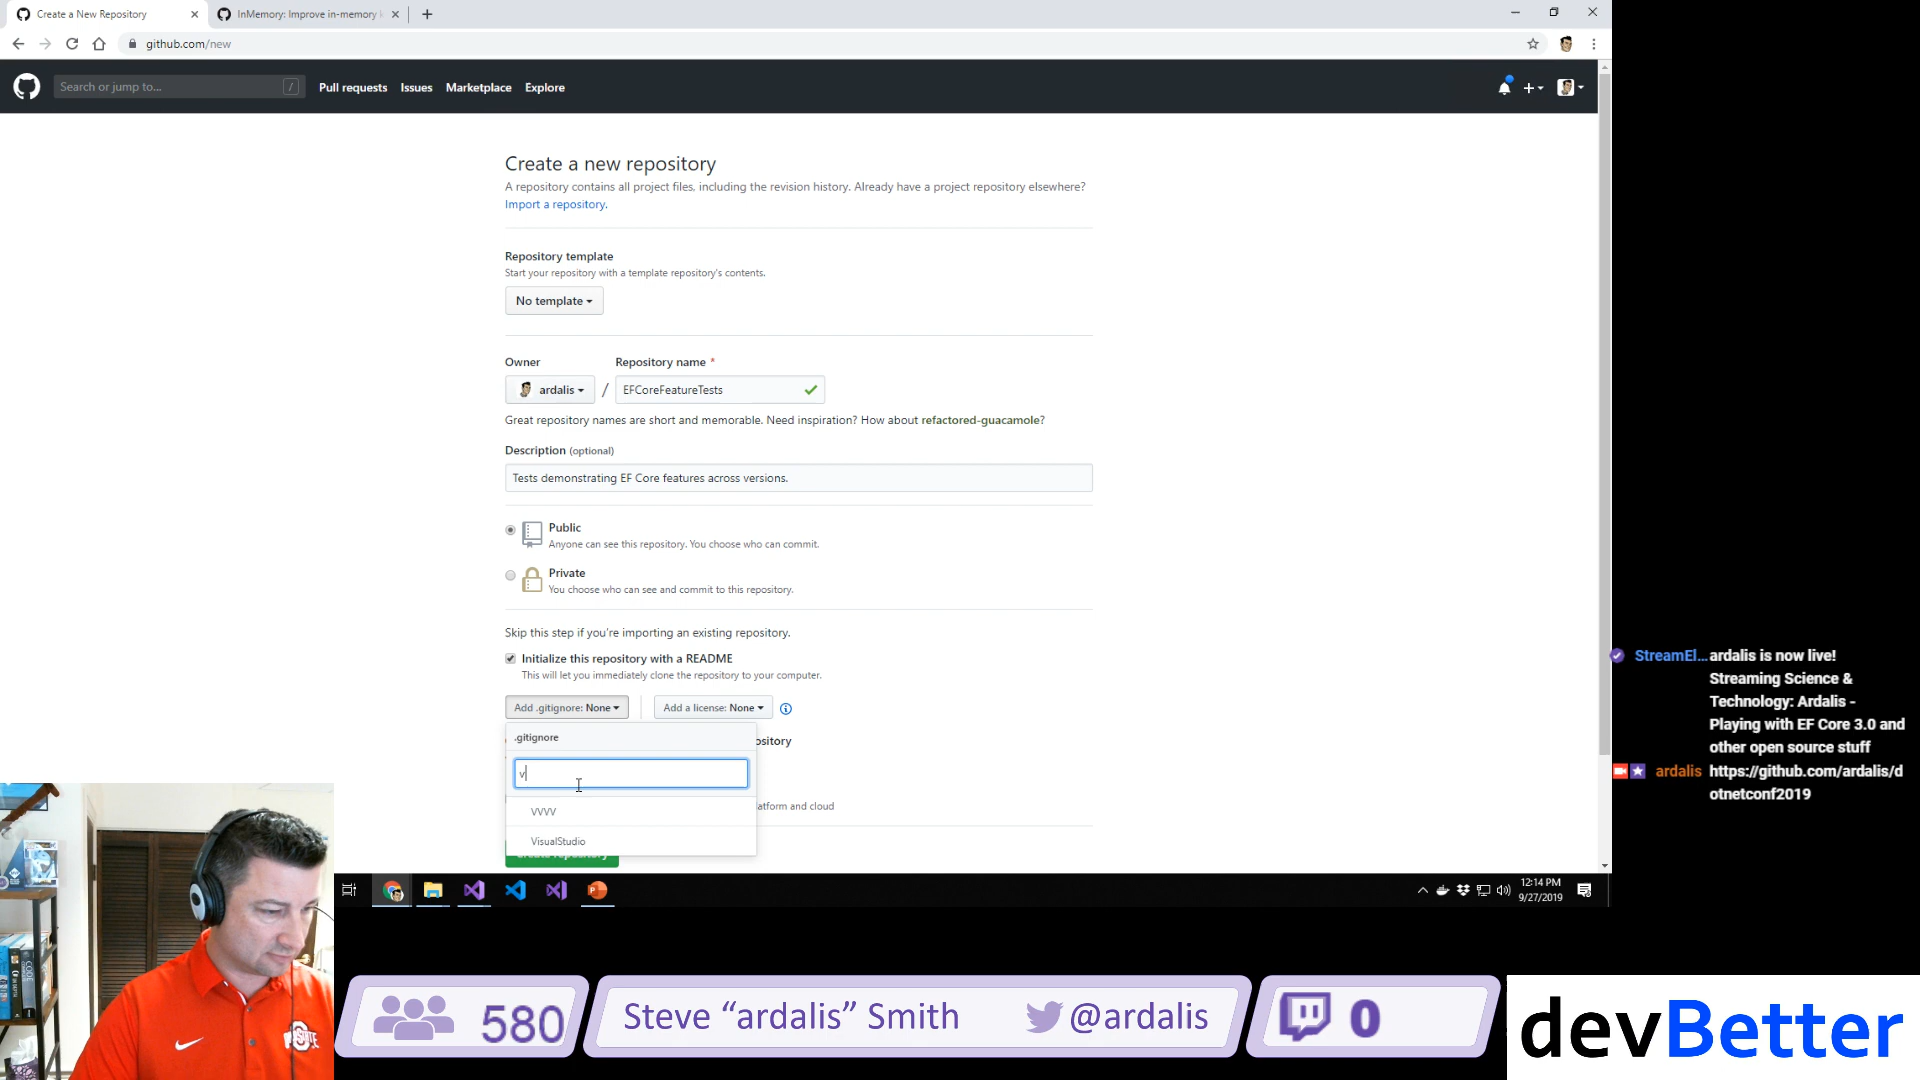 Create a New Repository
InMemory: Improve in-memory
github.com/new
Search or jump to...
/
Pull requests
Issues
Marketplace
Explore
Create a new repository
A repository contains all project files, including the revision history. Already have a project repository elsewhere?
Import a repository.
Repository template
Start your repository with a template repository's contents.
No template
Owner
Repository name *
ardalis
/
EFCoreFeatureTests
Great repository names are short and memorable. Need inspiration? How about refactored-guacamole?
Description (optional)
Tests demonstrating EF Core features across versions.
Public
Anyone can see this repository. You choose who can commit.
Private
You choose who can see and commit to this repository.
Skip this step if you're importing an existing repository.
Initialize this repository with a README
This will let you immediately clone the repository to your computer.
Add .gitignore: None
Add a license: None
.gitignore
v
VVVV
VisualStudio
StreamEl... ardalis is now live!
Streaming Science &
Technology: Ardalis -
Playing with EF Core 3.0 and
other open source stuff
ardalis https://github.com/ardalis/d
otnetconf2019
12:14 PM
9/27/2019
580
Steve "ardalis" Smith
@ardalis
0
devBetter